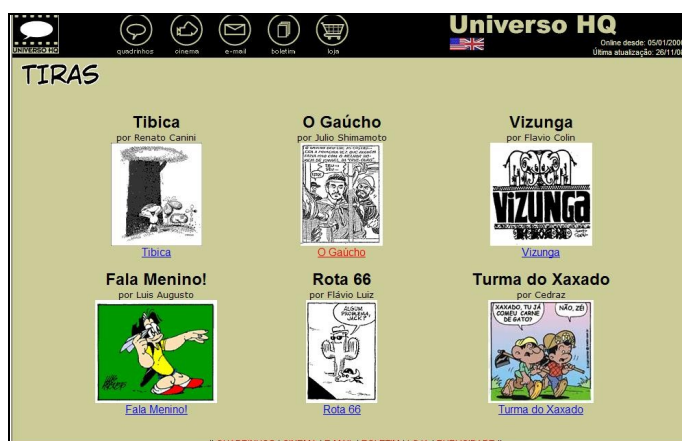 UNIVERSO HQ
quadrinhos cinema e-mail boletim loja
Universo HQ
Online desde: 05/01/200
Última atualização: 26/11/0
TIRAS
Tibica
por Renato Canini
Tibica
O Gaúcho
por Julio Shimamoto
O Gaúcho
Vizunga
por Flavio Colin
VIZUNGA
Vizunga
Fala Menino!
por Luis Augusto
Fala Menino!
Rota 66
por Flávio Luiz
ALGUM
PROBLEMA,
JACK?
Rota 66
Turma do Xaxado
por Cedraz
XAXADO, TU JÁ
COMEU CARNE
DE GATO?
NÃO, ZÉ!
Turma do Xaxado